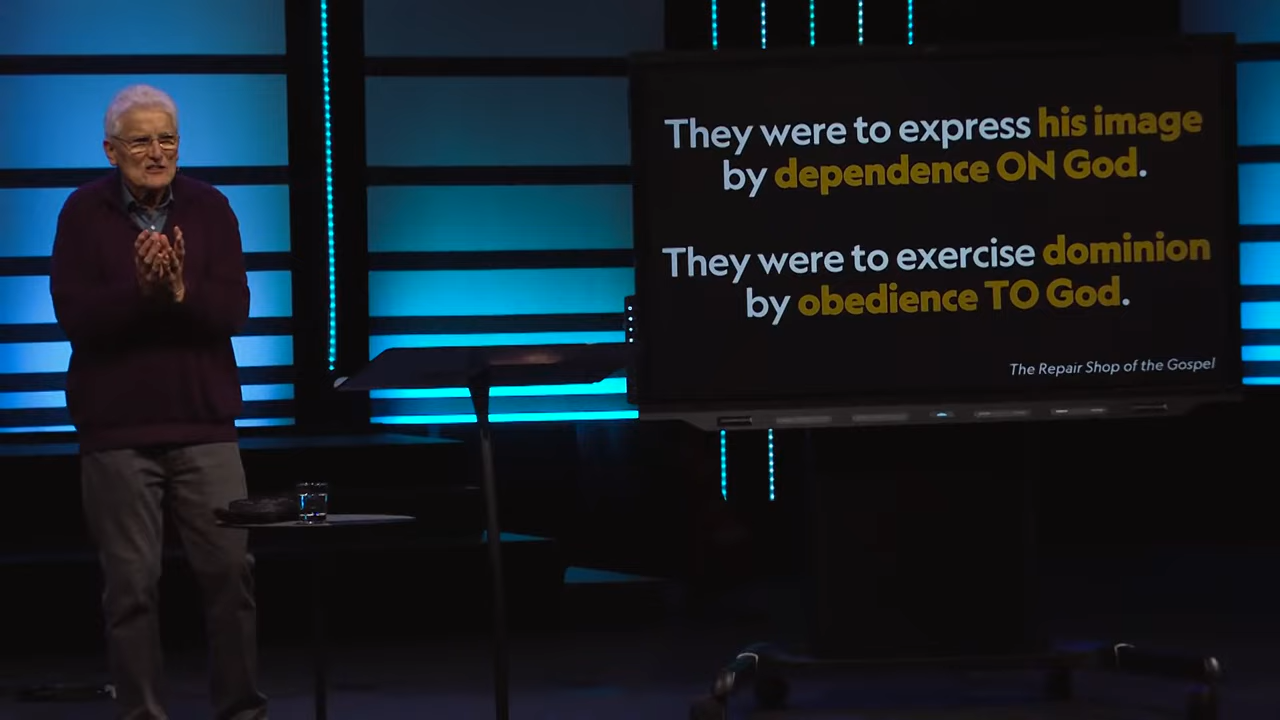 They were to express his image
by dependence ON God.
They were to exercise dominion
by obedience TO God.
The Repair Shop of the Gospel